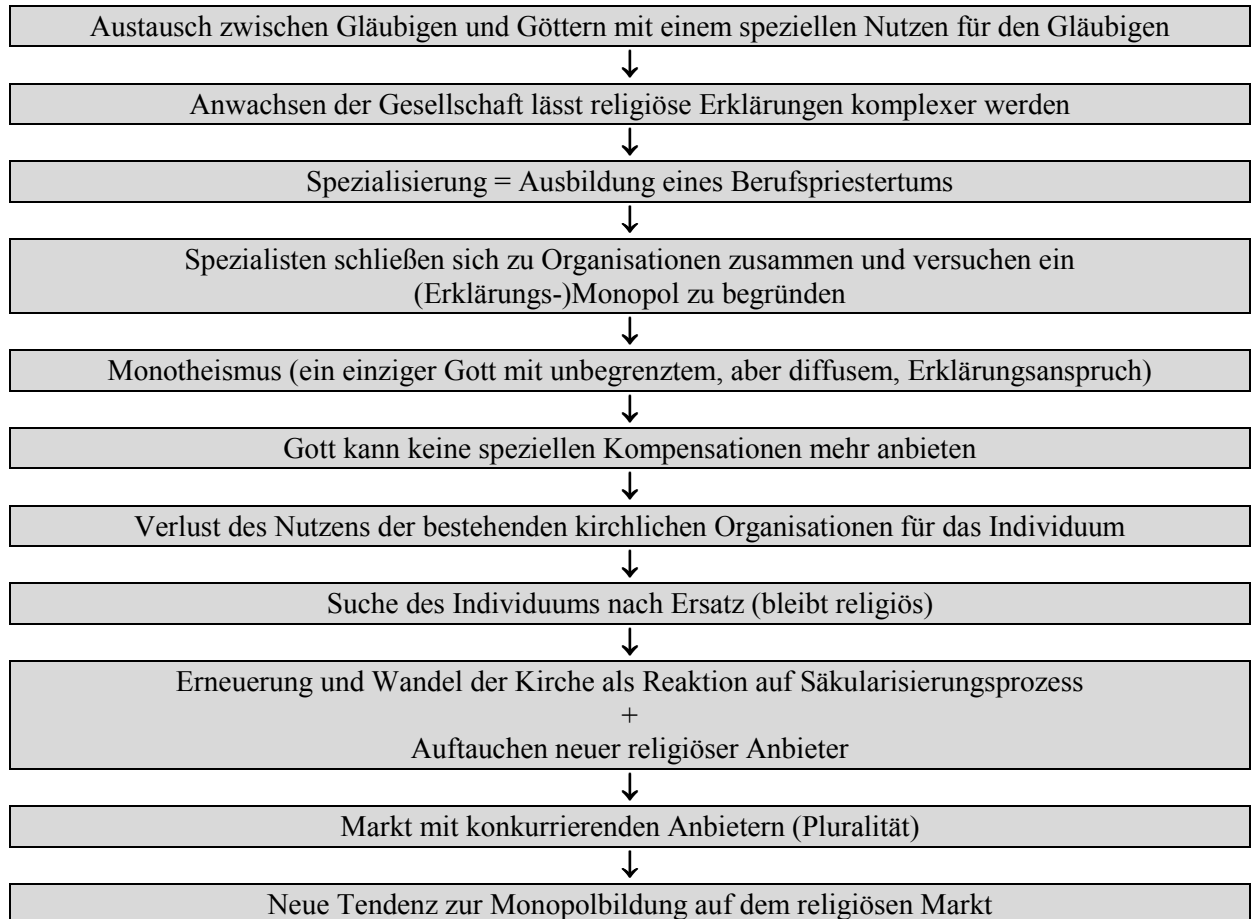 Austausch zwischen Gläubigen und Göttern mit einem speziellen Nutzen für den Gläubigen
Anwachsen der Gesellschaft lässt religiöse Erklärungen komplexer werden
Spezialisierung = Ausbildung eines Berufspriestertums
Spezialisten schließen sich zu Organisationen zusammen und versuchen ein
(Erklärungs-)Monopol zu begründen
Monotheismus (ein einziger Gott mit unbegrenztem, aber diffusem, Erklärungsanspruch)
Gott kann keine speziellen Kompensationen mehr anbieten
Verlust des Nutzens der bestehenden kirchlichen Organisationen für das Individuum
Suche des Individuums nach Ersatz (bleibt religiös)
Erneuerung und Wandel der Kirche als Reaktion auf Säkularisierungsprozess
+
Auftauchen neuer religiöser Anbieter
Markt mit konkurrierenden Anbietern (Pluralität)
Neue Tendenz zur Monopolbildung auf dem religiösen Markt